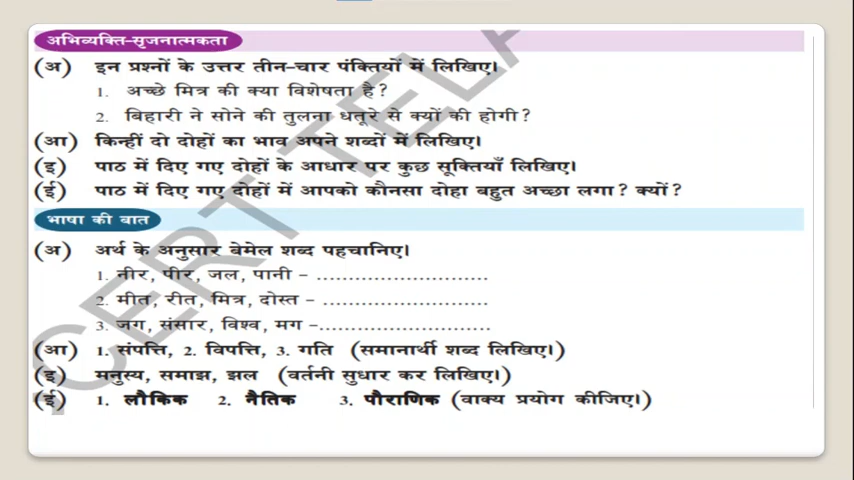 अभिव्यक्ति-सृजनात्मकता
(अ) इन प्रश्नों के उत्तर तीन-चार पंक्तियों में लिखिए।
1. अच्छे मित्र की क्या विशेषता है?
2. बिहारी ने सोने की तुलना धतूरे से क्यों की होगी?
(आ) किन्हीं दो दोहों का भाव अपने शब्दों में लिखिए।
(इ) पाठ में दिए गए दोहों के आधार पर कुछ सूक्तियाँ लिखिए।
(ई) पाठ में दिए गए दोहों में आपको कौनसा दोहा बहुत अच्छा लगा? क्यों?
भाषा की बात
(अ) अर्थ के अनुसार बेमेल शब्द पहचानिए।
1. नीर, पीर, जल, पानी - ...........................
2. मीत, रीत, मित्र, दोस्त - ..........................
3. जग, संसार, विश्व, मग -...........................
(आ) 1. संपत्ति, 2. विपत्ति, 3. गति (समानार्थी शब्द लिखिए।)
(इ) मनुस्य, समाझ, झल (वर्तनी सुधार कर लिखिए।)
(ई) 1. लौकिक 2. नैतिक 3. पौराणिक (वाक्य प्रयोग कीजिए।)
CERT TELA